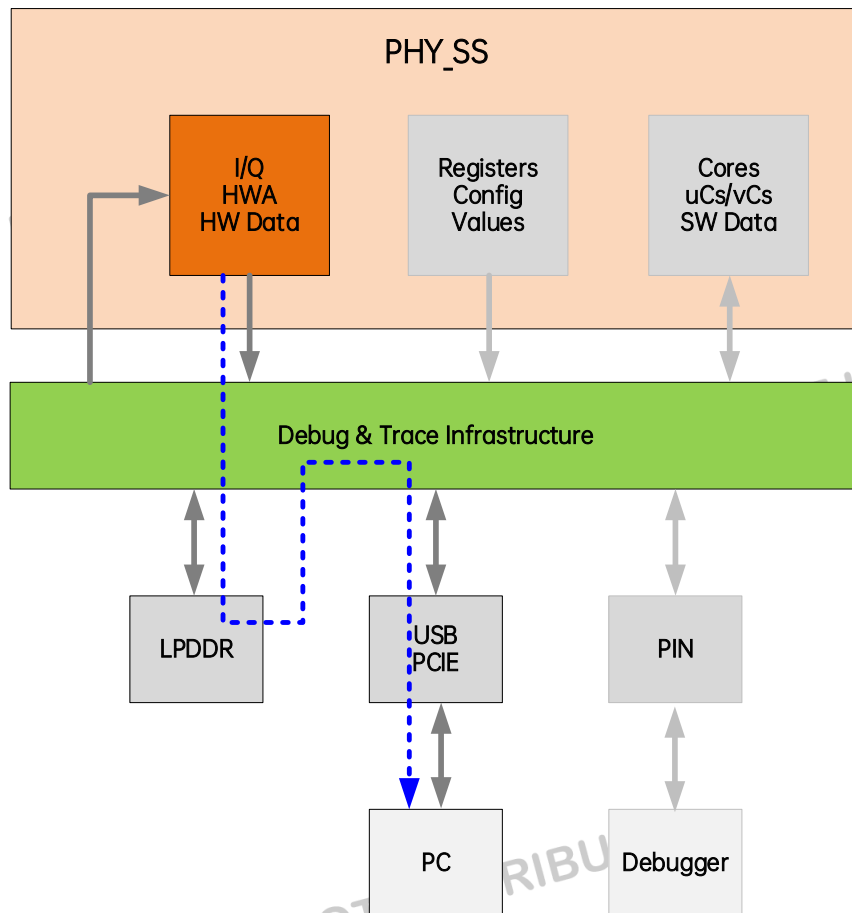 PHY_SS
I/Q
HWA
HW Data
Registers
Config
Values
Cores
uCs/vCs
SW Data
Debug & Trace Infrastructure
LPDDR
USB
PCIE
PIN
PC
Debugger